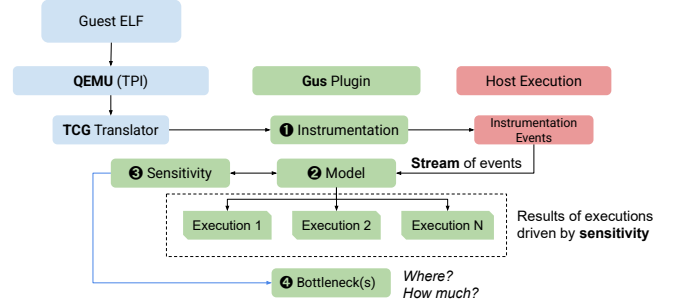 Guest ELF
QEMU (TPI)
Gus Plugin
Host Execution
TCG Translator
❶ Instrumentation
Instrumentation
Events
Stream of events
❸ Sensitivity
❷ Model
Execution 1
Execution 2
Execution N
Results of executions
driven by sensitivity
❹ Bottleneck(s)
Where?
How much?